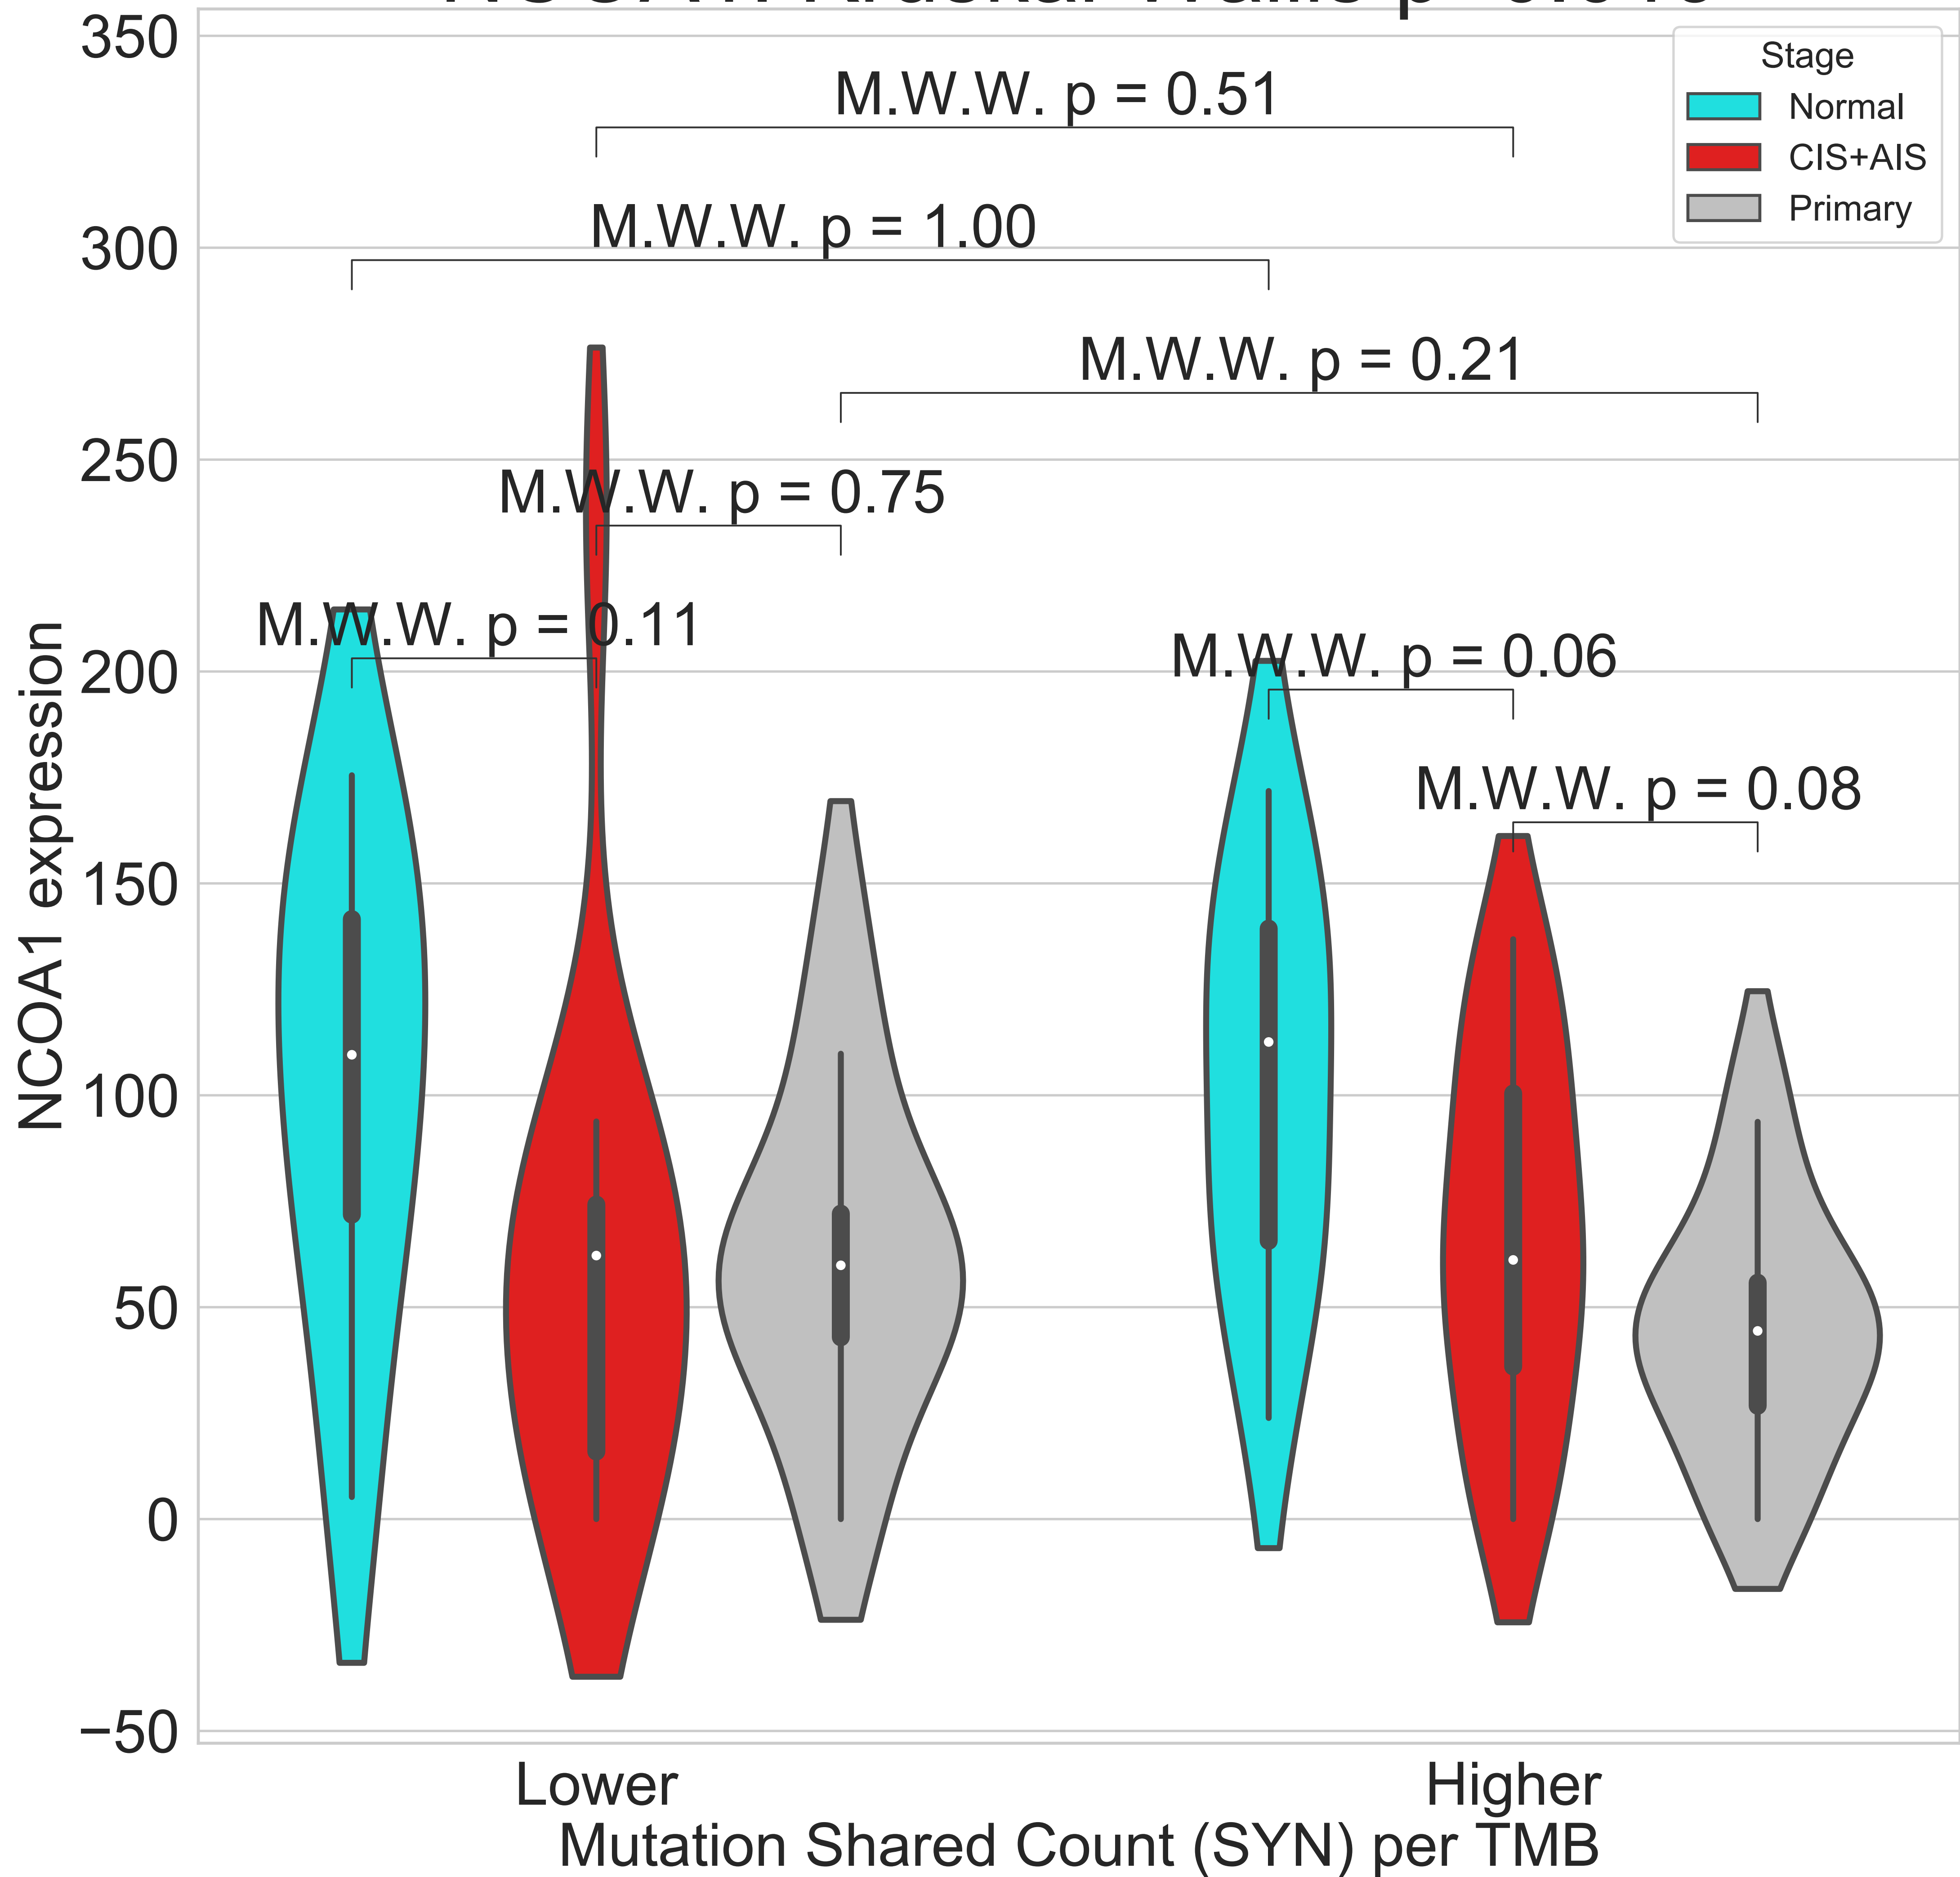 350
300
250
200
150
100
50
0
−50
NCOA1 expression
Stage
Normal
CIS+AIS
Primary
M.W.W. p = 0.51
M.W.W. p = 1.00
M.W.W. p = 0.21
M.W.W. p = 0.75
M.W.W. p = 0.11
M.W.W. p = 0.06
M.W.W. p = 0.08
Lower
Higher
Mutation Shared Count (SYN) per TMB